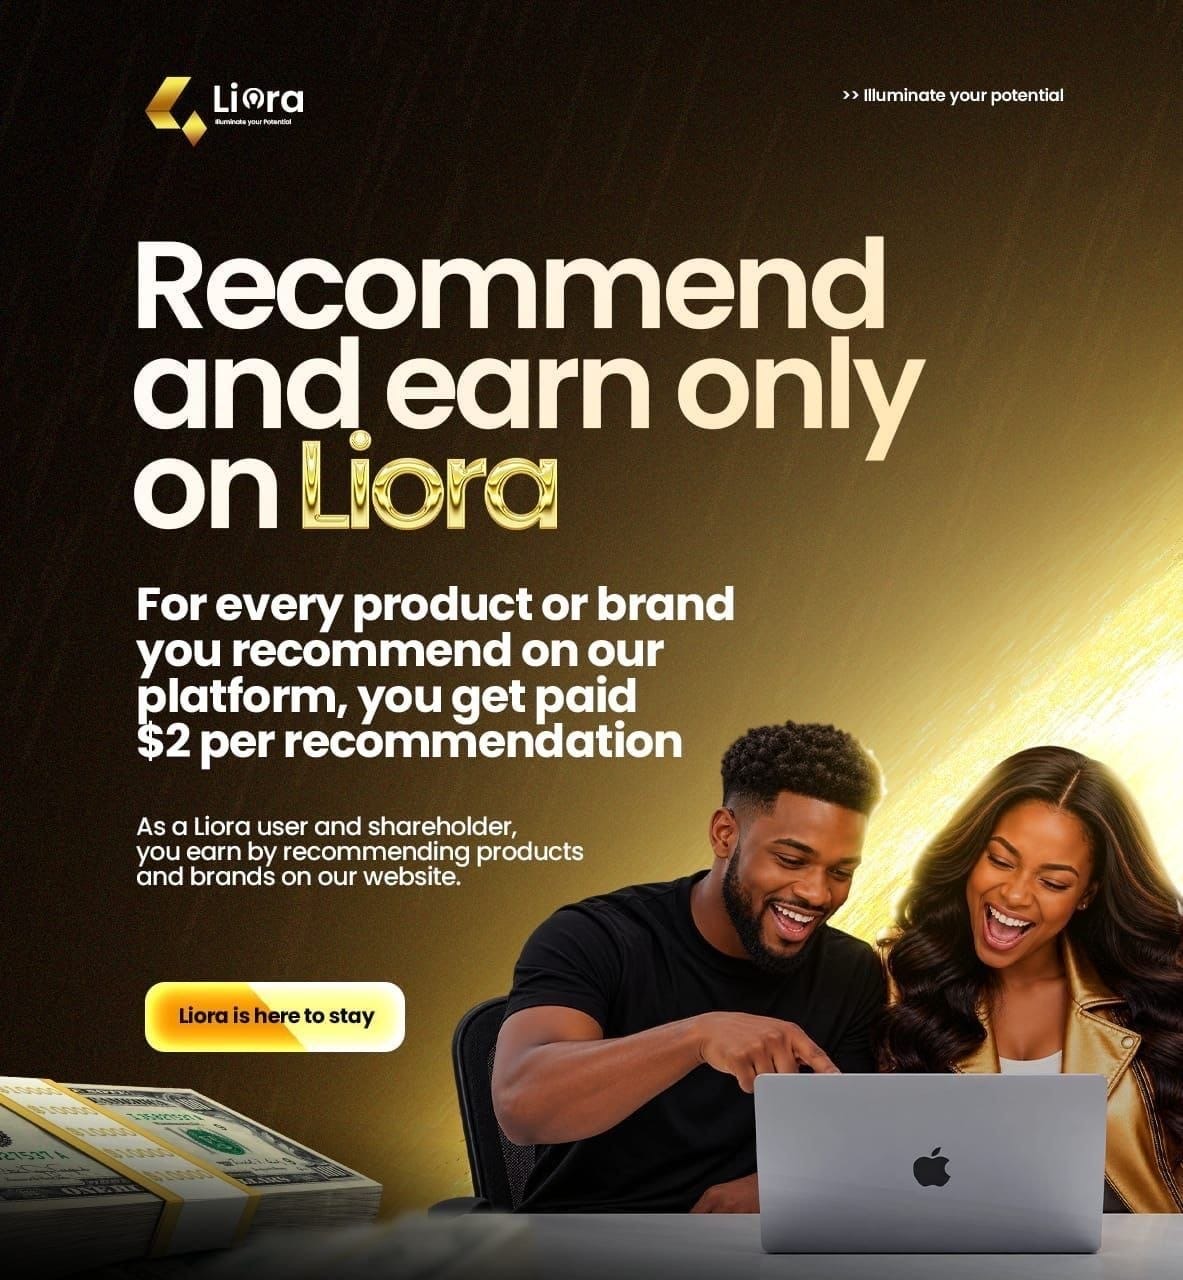 Liora
Illuminate your Potential
>> Illuminate your potential
Recommend
and earn only
on Liora
For every product or brand
you recommend on our
platform, you get paid
$2 per recommendation
As a Liora user and shareholder,
you earn by recommending products
and brands on our website.
Liora is here to stay
$10000